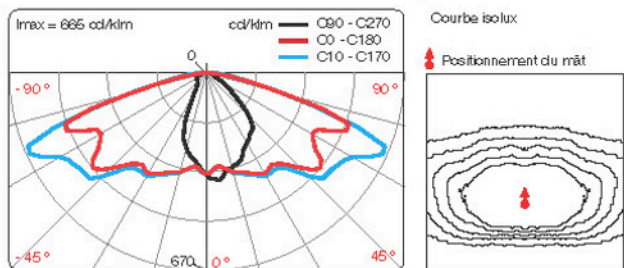 Imax = 665 cd/klm
cd/klm
C90 - C270
C0 - C180
C10 - C170
0
-90°
90°
-45°
670
0°
45°
Courbe isolux
Positionnement du mât